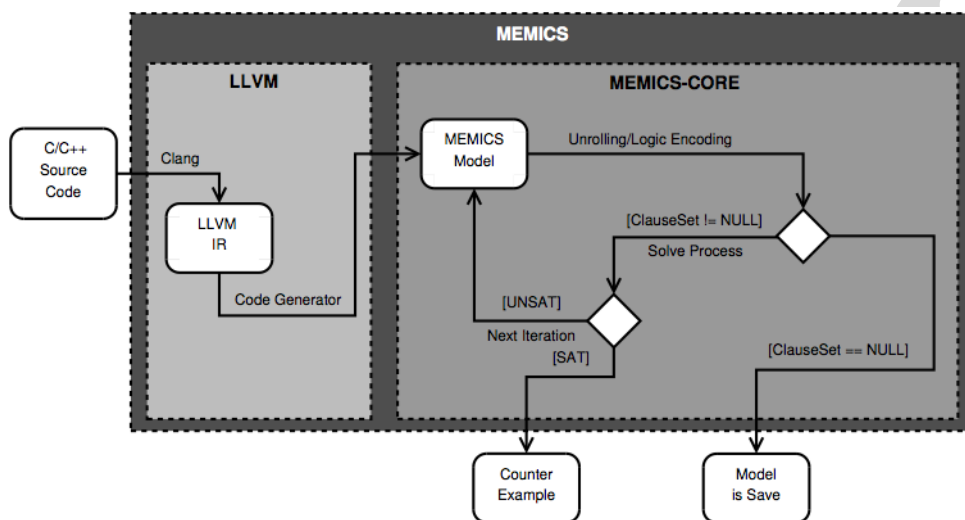 MEMICS
LLVM
MEMICS-CORE
C/C++
Source
Code
Clang
LLVM
IR
Code Generator
MEMICS
Model
Unrolling/Logic Encoding
[ClauseSet != NULL]
Solve Process
[UNSAT]
Next Iteration
[SAT]
[ClauseSet == NULL]
Counter
Example
Model
is Save